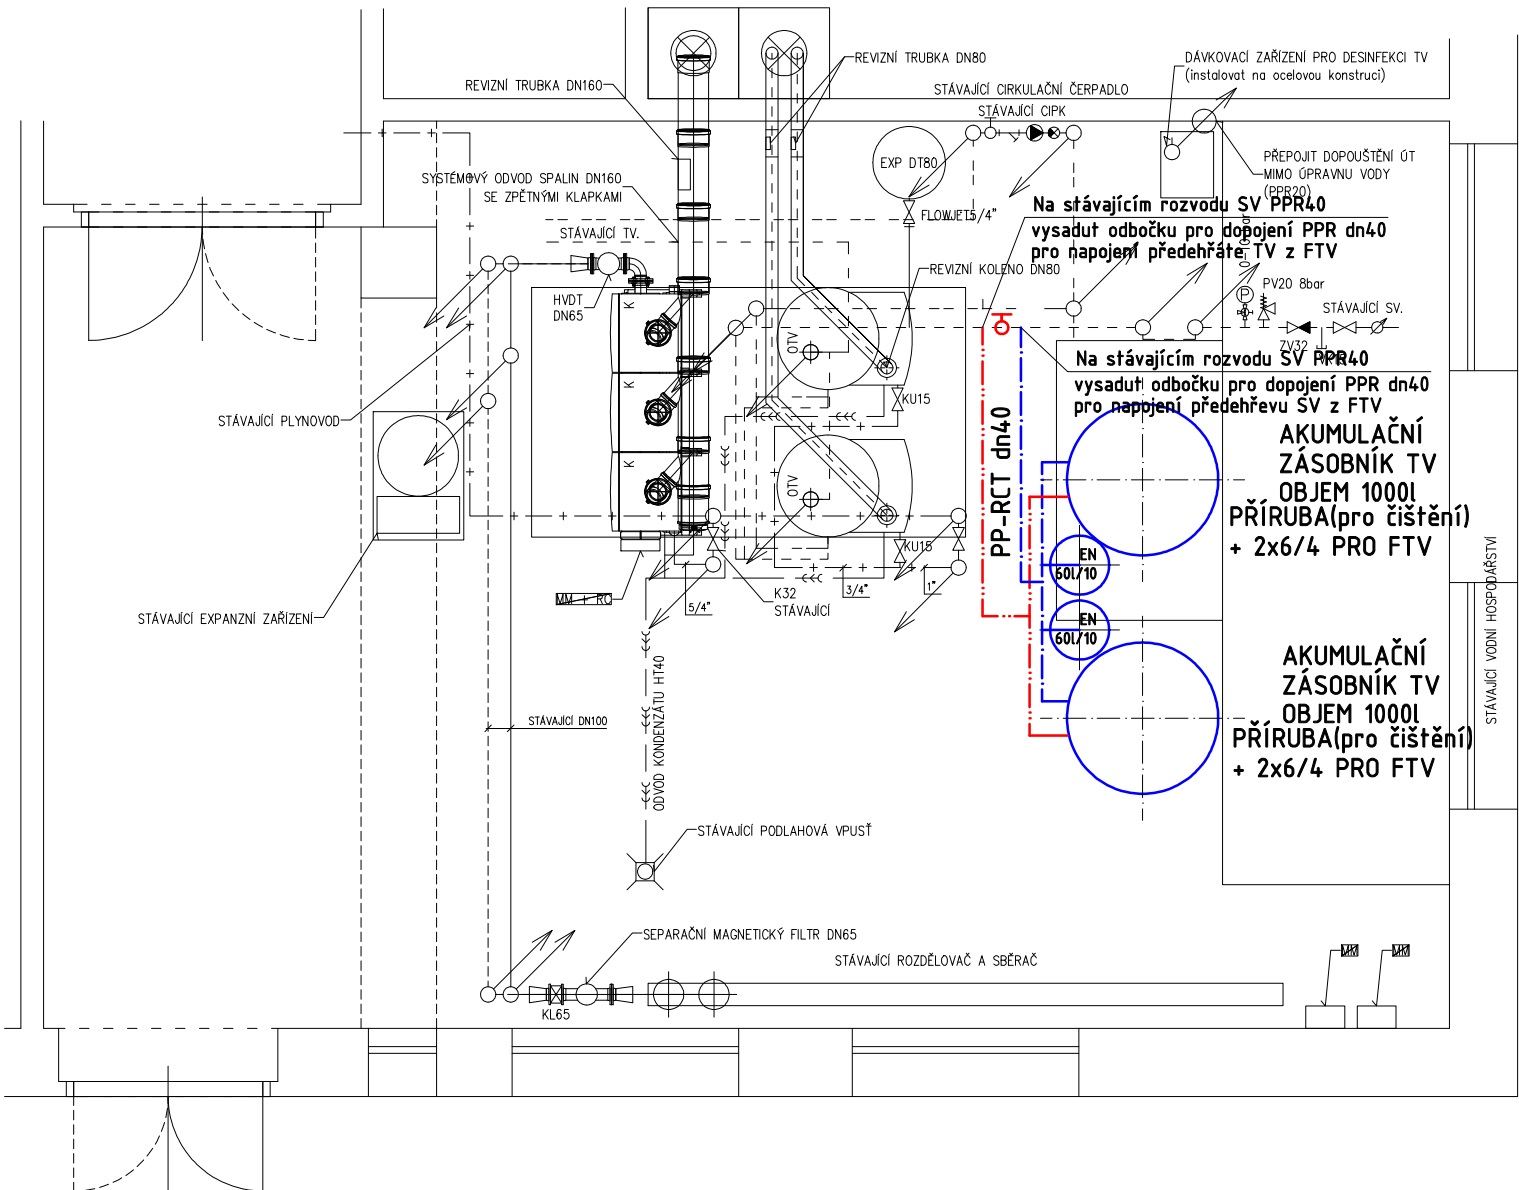 REVIZNÍ TRUBKA DN160
REVIZNÍ TRUBKA DN80
STÁVAJÍCÍ CIRKULAČNÍ ČERPADLO
STÁVAJÍCÍ CIPK
DÁVKOVACÍ ZAŘÍZENÍ PRO DESINFEKCI TV
(instalovat na ocelovou konstruci)
EXP DT80
PŘEPOJIT DOPOUŠTĚNÍ ÚT
MIMO ÚPRAVNU VODY
(PPR20)
SYSTÉMOVÝ ODVOD SPALIN DN160
SE ZPĚTNÝMI KLAPKAMI
FLOWJET5/4"
Na stávajícím rozvodu SV PPR40
vysadut odbočku pro dopojení PPR dn40
pro napojení předehřáte TV z FTV
STÁVAJÍCÍ TV.
REVIZNÍ KOLENO DN80
HVDT
DN65
P
PV20 8bar
STÁVAJÍCÍ SV.
ZV32
Na stávajícím rozvodu SV PPR40
vysadut odbočku pro dopojení PPR dn40
pro napojení předehřevu SV z FTV
K
K
K
OTV
OTV
KU15
KU15
STÁVAJÍCÍ PLYNOVOD
PP-RCT dn40
AKUMULAČNÍ
ZÁSOBNÍK TV
OBJEM 1000l
PŘÍRUBA(pro čištění)
+ 2x6/4 PRO FTV
EN
60l/10
EN
60l/10
STÁVAJÍCÍ EXPANZNÍ ZAŘÍZENÍ
MM + RO
5/4"
K32
STÁVAJÍCÍ
3/4"
1"
STÁVAJÍCÍ VODNÍ HOSPODÁŘSTVÍ
AKUMULAČNÍ
ZÁSOBNÍK TV
OBJEM 1000l
PŘÍRUBA(pro čištění)
+ 2x6/4 PRO FTV
STÁVAJÍCÍ DN100
ODVOD KONDENZÁTU HT40
STÁVAJÍCÍ PODLAHOVÁ VPUSŤ
SEPARAČNÍ MAGNETICKÝ FILTR DN65
STÁVAJÍCÍ ROZDĚLOVAČ A SBĚRAČ
MM
MM
KL65